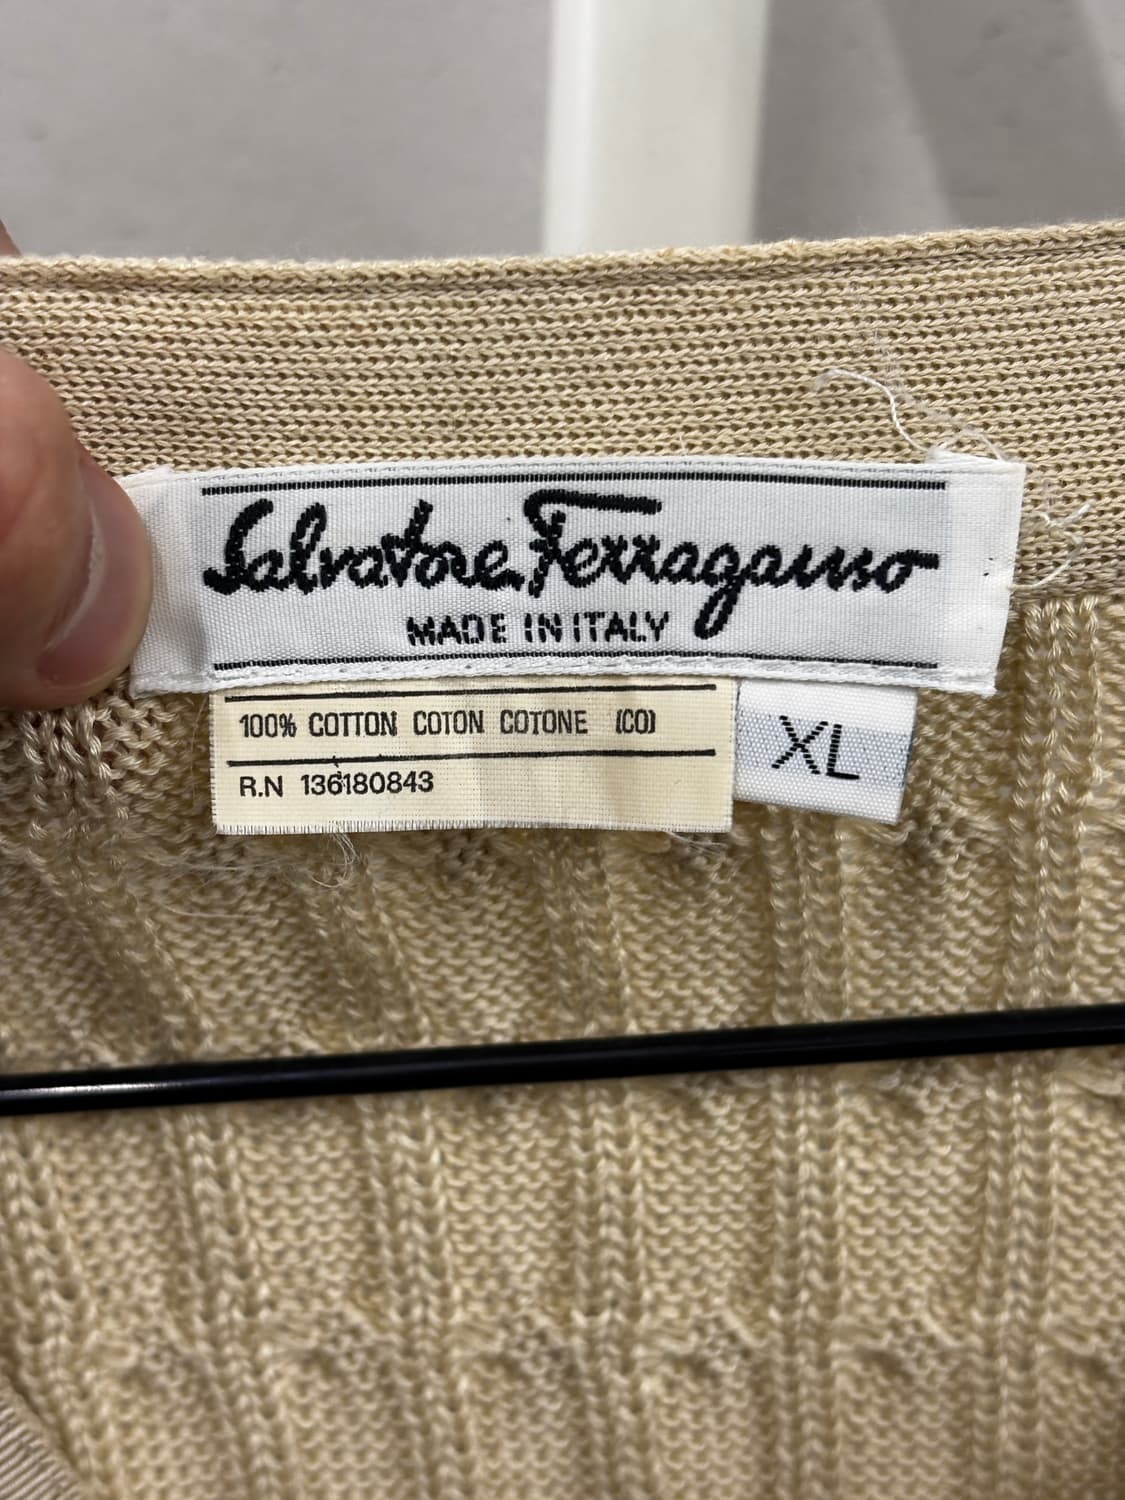 Salvatore Ferragamo
MADE IN ITALY
100% COTTON COTON COTONE (CO)
R.N 136180843
XL